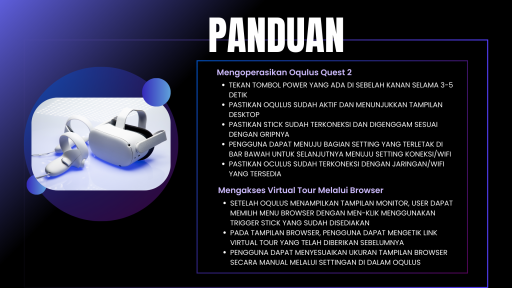 PANDUAN
Mengoperasikan Oqulus Quest 2
• TEKAN TOMBOL POWER YANG ADA DI SEBELAH KANAN SELAMA 3-5
DETIK
• PASTIKAN OQULUS SUDAH AKTIF DAN MENUNJUKKAN TAMPILAN
DESKTOP
• PASTIKAN STICK SUDAH TERKONEKSI DAN DIGENGGAM SESUAI
DENGAN GRIPNYA
• PENGGUNA DAPAT MENUJU BAGIAN SETTING YANG TERLETAK DI
BAR BAWAH UNTUK SELANJUTNYA MENUJU SETTING KONEKSI/WIFI
• PASTIKAN OCULUS SUDAH TERKONEKSI DENGAN JARINGAN/WIFI
YANG TERSEDIA
Mengakses Virtual Tour Melalui Browser
• SETELAH OQULUS MENAMPILKAN TAMPILAN MONITOR, USER DAPAT
MEMILIH MENU BROWSER DENGAN MEN-KLIK MENGGUNAKAN
TRIGGER STICK YANG SUDAH DISEDIAKAN
• PADA TAMPILAN BROWSER, PENGGUNA DAPAT MENGETIK LINK
VIRTUAL TOUR YANG TELAH DIBERIKAN SEBELUMNYA
• PENGGUNA DAPAT MENYESUAIKAN UKURAN TAMPILAN BROWSER
SECARA MANUAL MELALUI SETTINGAN DI DALAM OQULUS